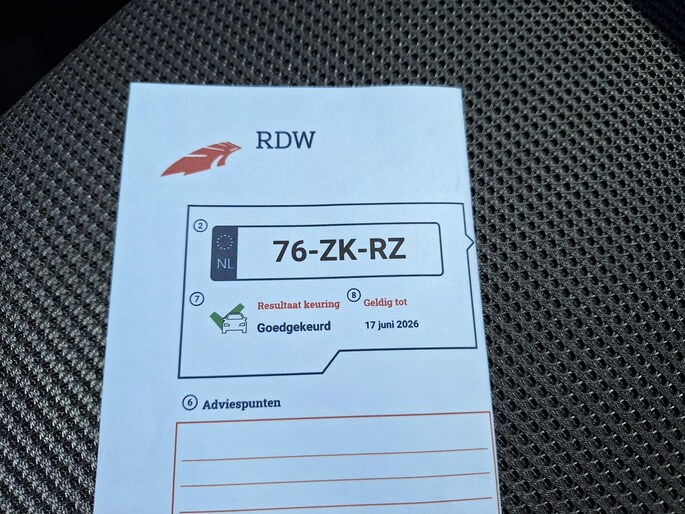 RDW
2
NL
76-ZK-RZ
7 Resultaat keuring 8 Geldig tot
Goedgekeurd 17 juni 2026
6 Adviespunten